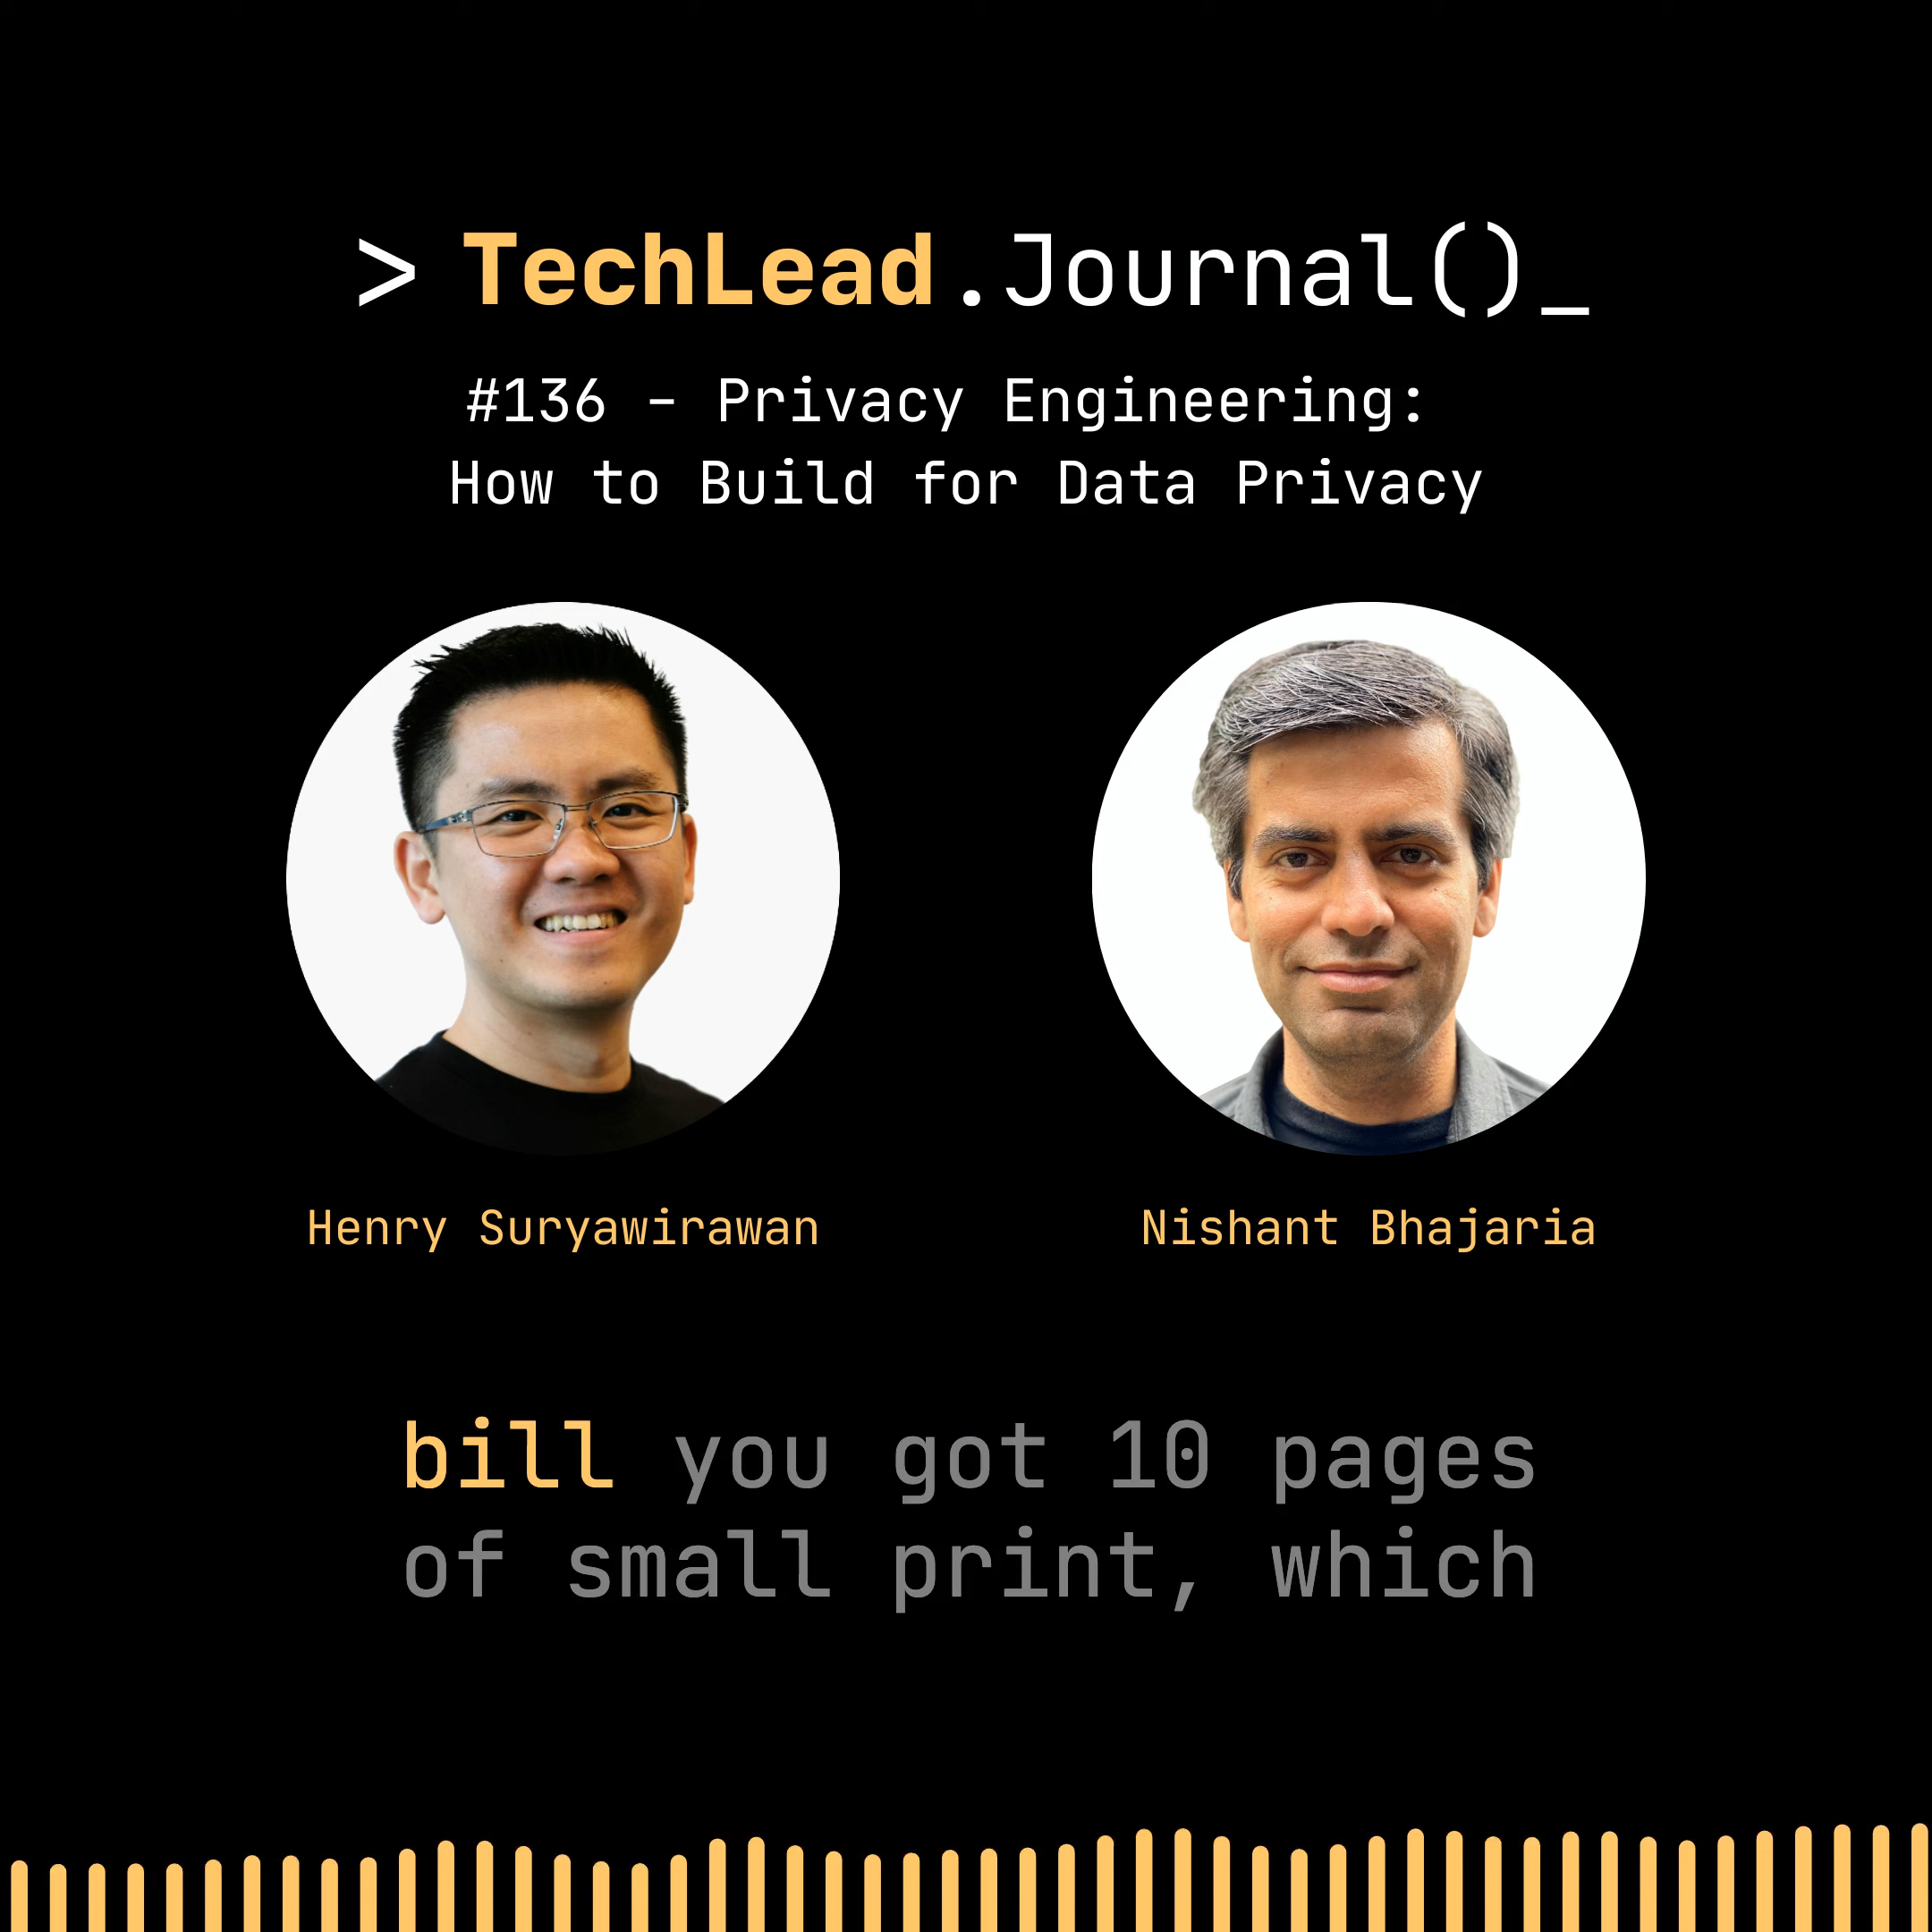 > TechLead.Journal()_
#136 - Privacy Engineering:
How to Build for Data Privacy
Henry Suryawirawan
Nishant Bhajaria
bill you got 10 pages
of small print, which